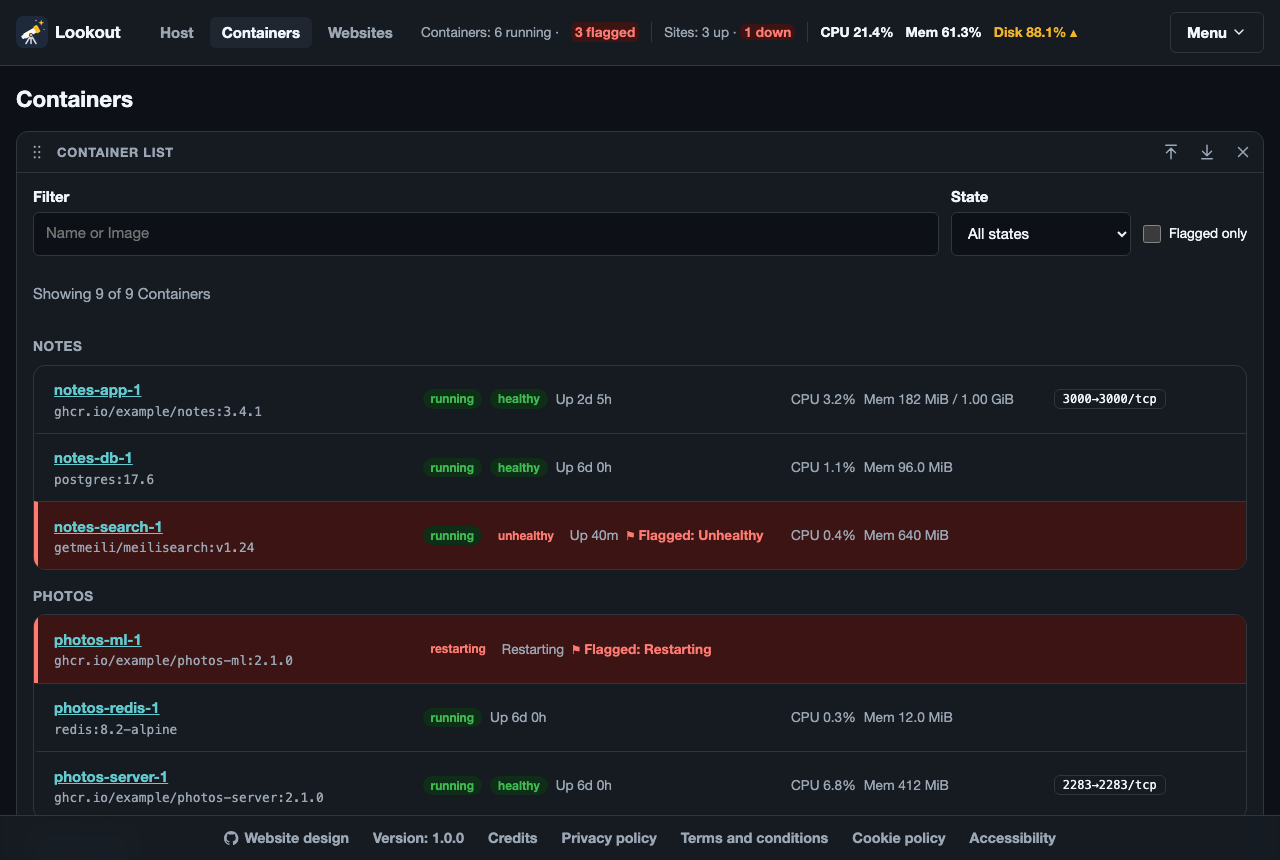 Lookout Host Containers Websites Containers: 6 running · 3 flagged Sites: 3 up · 1 down CPU 21.4% Mem 61.3% Disk 88.1% ▲ Menu
Containers
CONTAINER LIST
Filter State
Name or Image All states Flagged only
Showing 9 of 9 Containers
NOTES
notes-app-1
ghcr.io/example/notes:3.4.1
running healthy Up 2d 5h CPU 3.2% Mem 182 MiB / 1.00 GiB 3000→3000/tcp
notes-db-1
postgres:17.6
running healthy Up 6d 0h CPU 1.1% Mem 96.0 MiB
notes-search-1
getmeili/meilisearch:v1.24
running unhealthy Up 40m ⚑ Flagged: Unhealthy CPU 0.4% Mem 640 MiB
PHOTOS
photos-ml-1
ghcr.io/example/photos-ml:2.1.0
restarting Restarting ⚑ Flagged: Restarting
photos-redis-1
redis:8.2-alpine
running Up 6d 0h CPU 0.3% Mem 12.0 MiB
photos-server-1
ghcr.io/example/photos-server:2.1.0
running healthy Up 6d 0h CPU 6.8% Mem 412 MiB 2283→2283/tcp
Website design Version: 1.0.0 Credits Privacy policy Terms and conditions Cookie policy Accessibility